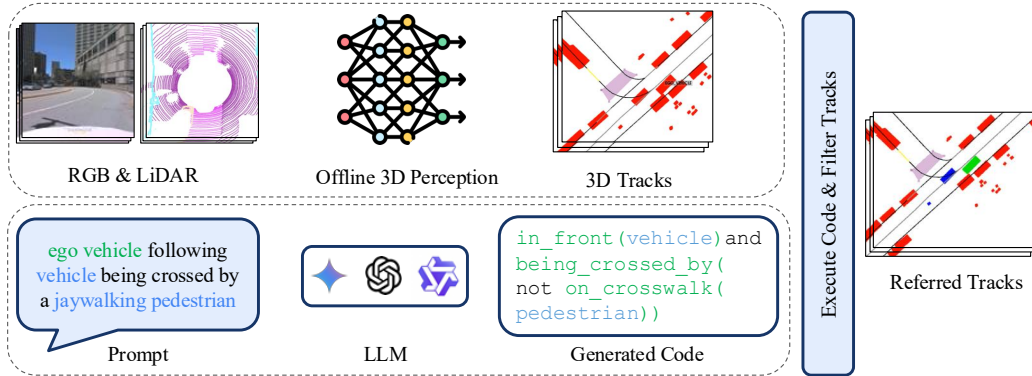 RGB & LiDAR
Offline 3D Perception
3D Tracks
ego vehicle following
vehicle being crossed by
a jaywalking pedestrian
Prompt
LLM
in_front(vehicle)and
being_crossed_by(
not on_crosswalk(
pedestrian))
Generated Code
Execute Code & Filter Tracks
Referred Tracks